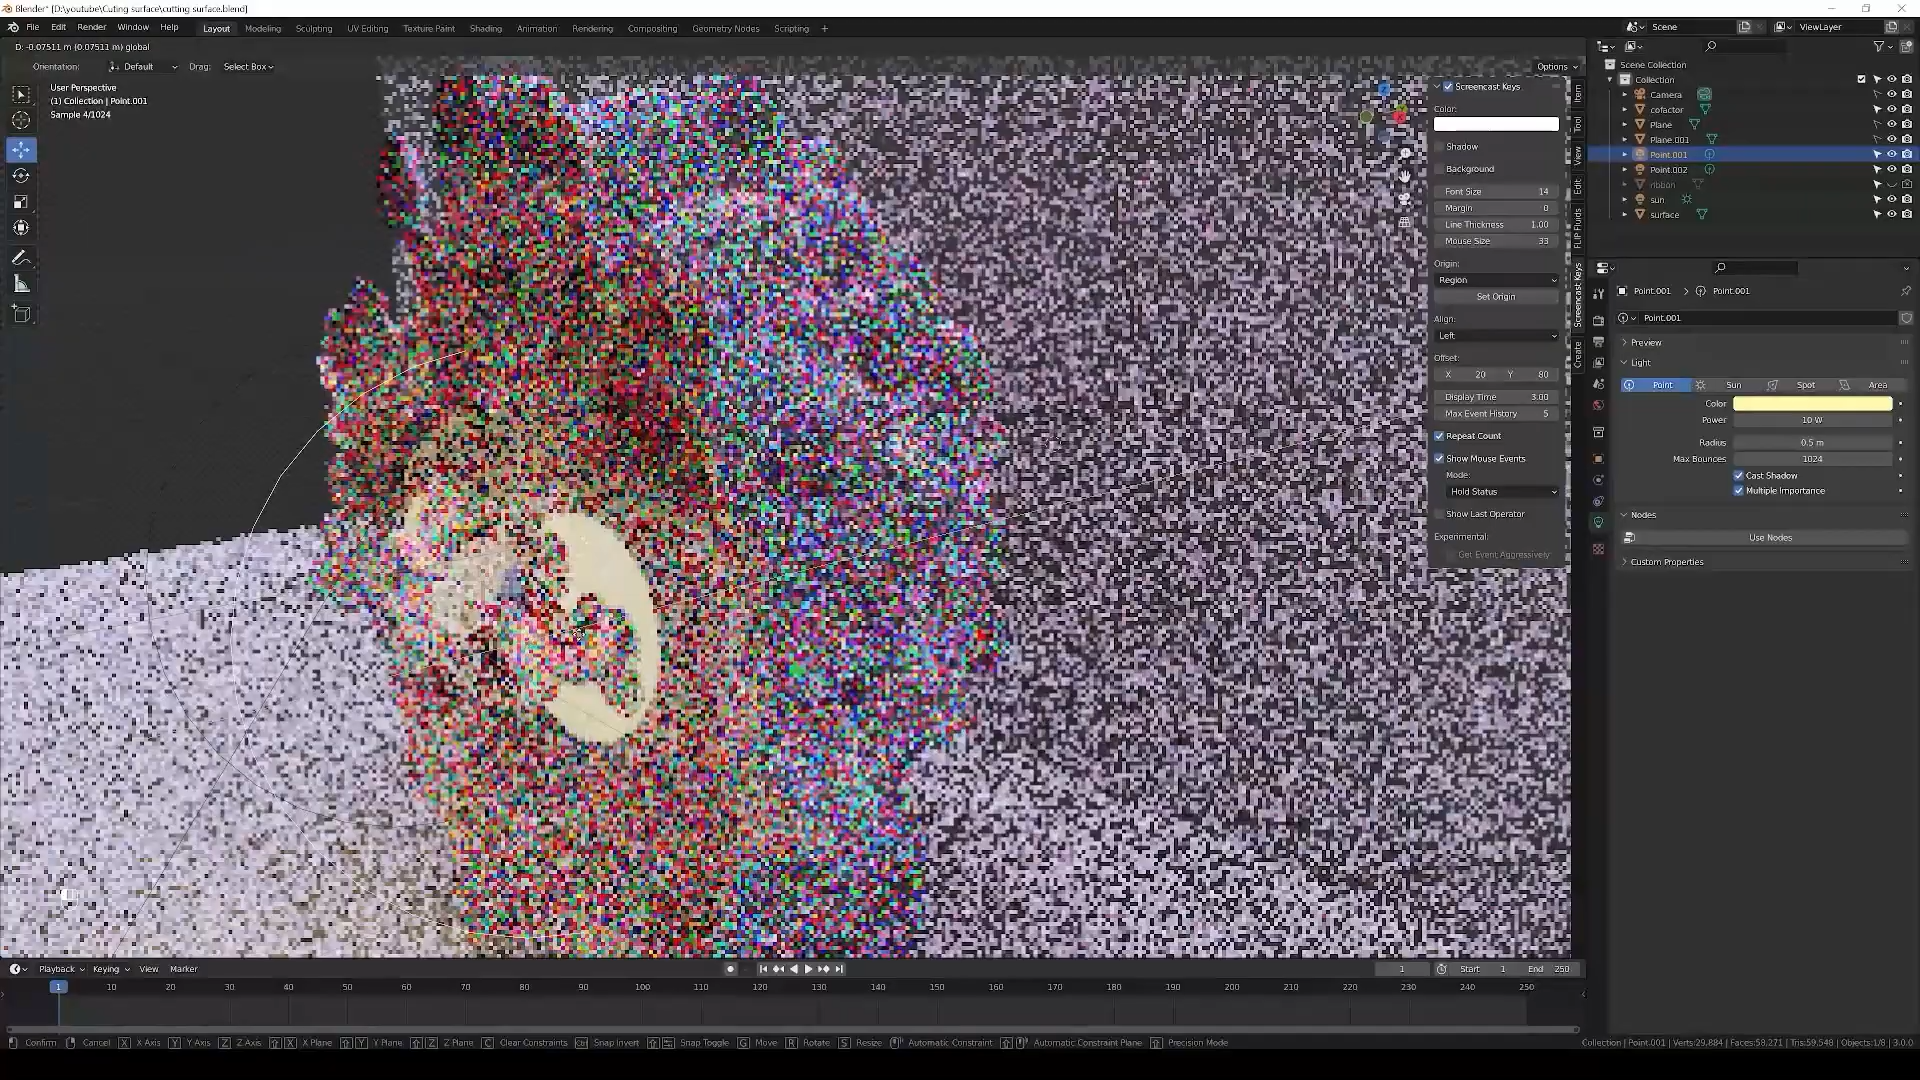 Blender* [D:\youtube\Cuting surface\cutting surface.blend]
File Edit Render Window Help Layout Modeling Sculpting UV Editing Texture Paint Shading Animation Rendering Compositing Geometry Nodes Scripting + Scene ViewLayer
D: -0.07511 m (0.07511 m) global
Orientation: Default Drag: Select Box Options
User Perspective
(1) Collection | Point.001
Sample 4/1024
Screencast Keys
Color:
Shadow
Background
Font Size 14
Margin 0
Line Thickness 1.00
Mouse Size 33
Origin:
Region
Set Origin
Align:
Left
Offset:
X 20 Y 80
Display Time 3.00
Max Event History 5
Repeat Count
Show Mouse Events
Mode:
Hold Status
Show Last Operator
Experimental:
Get Event Aggressively
Item
Tool
View
Edit
FLIP Fluids
Screencast Keys
Create
Scene Collection
Collection
Camera
cofactor
Plane
Plane.001
Point.001
Point.002
ribbon
sun
surface
Point.001 > Point.001
Point.001
Preview
Light
Point Sun Spot Area
Color
Power 10 W
Radius 0.5 m
Max Bounces 1024
Cast Shadow
Multiple Importance
Nodes
Use Nodes
Custom Properties
Playback Keying View Marker 1 Start 1 End 250
1 10 20 30 40 50 60 70 80 90 100 110 120 130 140 150 160 170 180 190 200 210 220 230 240 250
Confirm Cancel X X Axis Y Y Axis Z Z Axis X X Plane Y Y Plane Z Z Plane C Clear Constraints Snap Invert Snap Toggle G Move R Rotate S Resize Automatic Constraint Automatic Constraint Plane Precision Mode Collection | Point.001 | Verts:29,884 | Faces:58,271 | Tris:59,548 | Objects:1/8 | 3.0.0